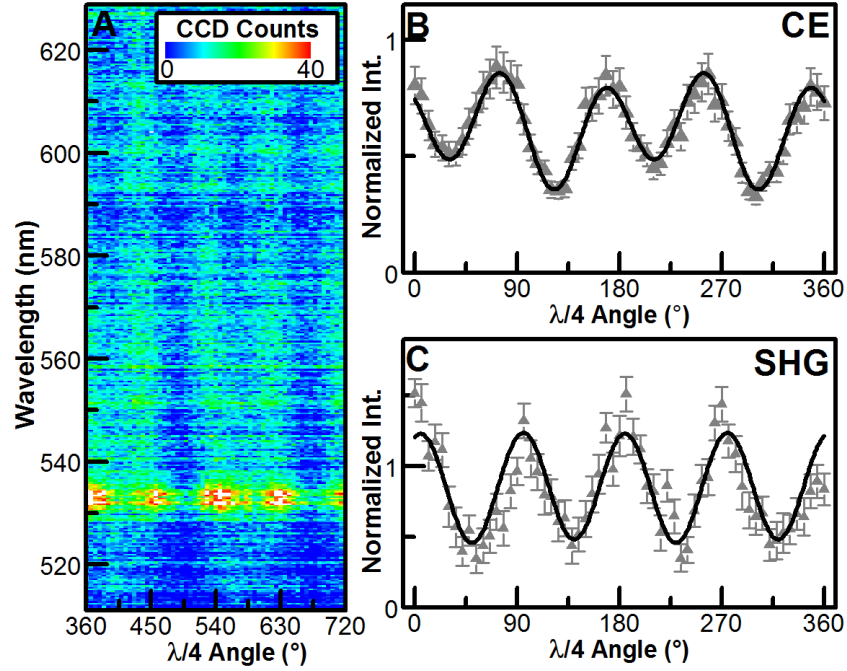 A
CCD Counts
0 40
620
600
580
560
540
520
Wavelength (nm)
360 450 540 630 720
λ/4 Angle (°)
B
CE
1
0
Normalized Int.
0 90 180 270 360
λ/4 Angle (°)
C
SHG
1
0
Normalized Int.
0 90 180 270 360
λ/4 Angle (°)